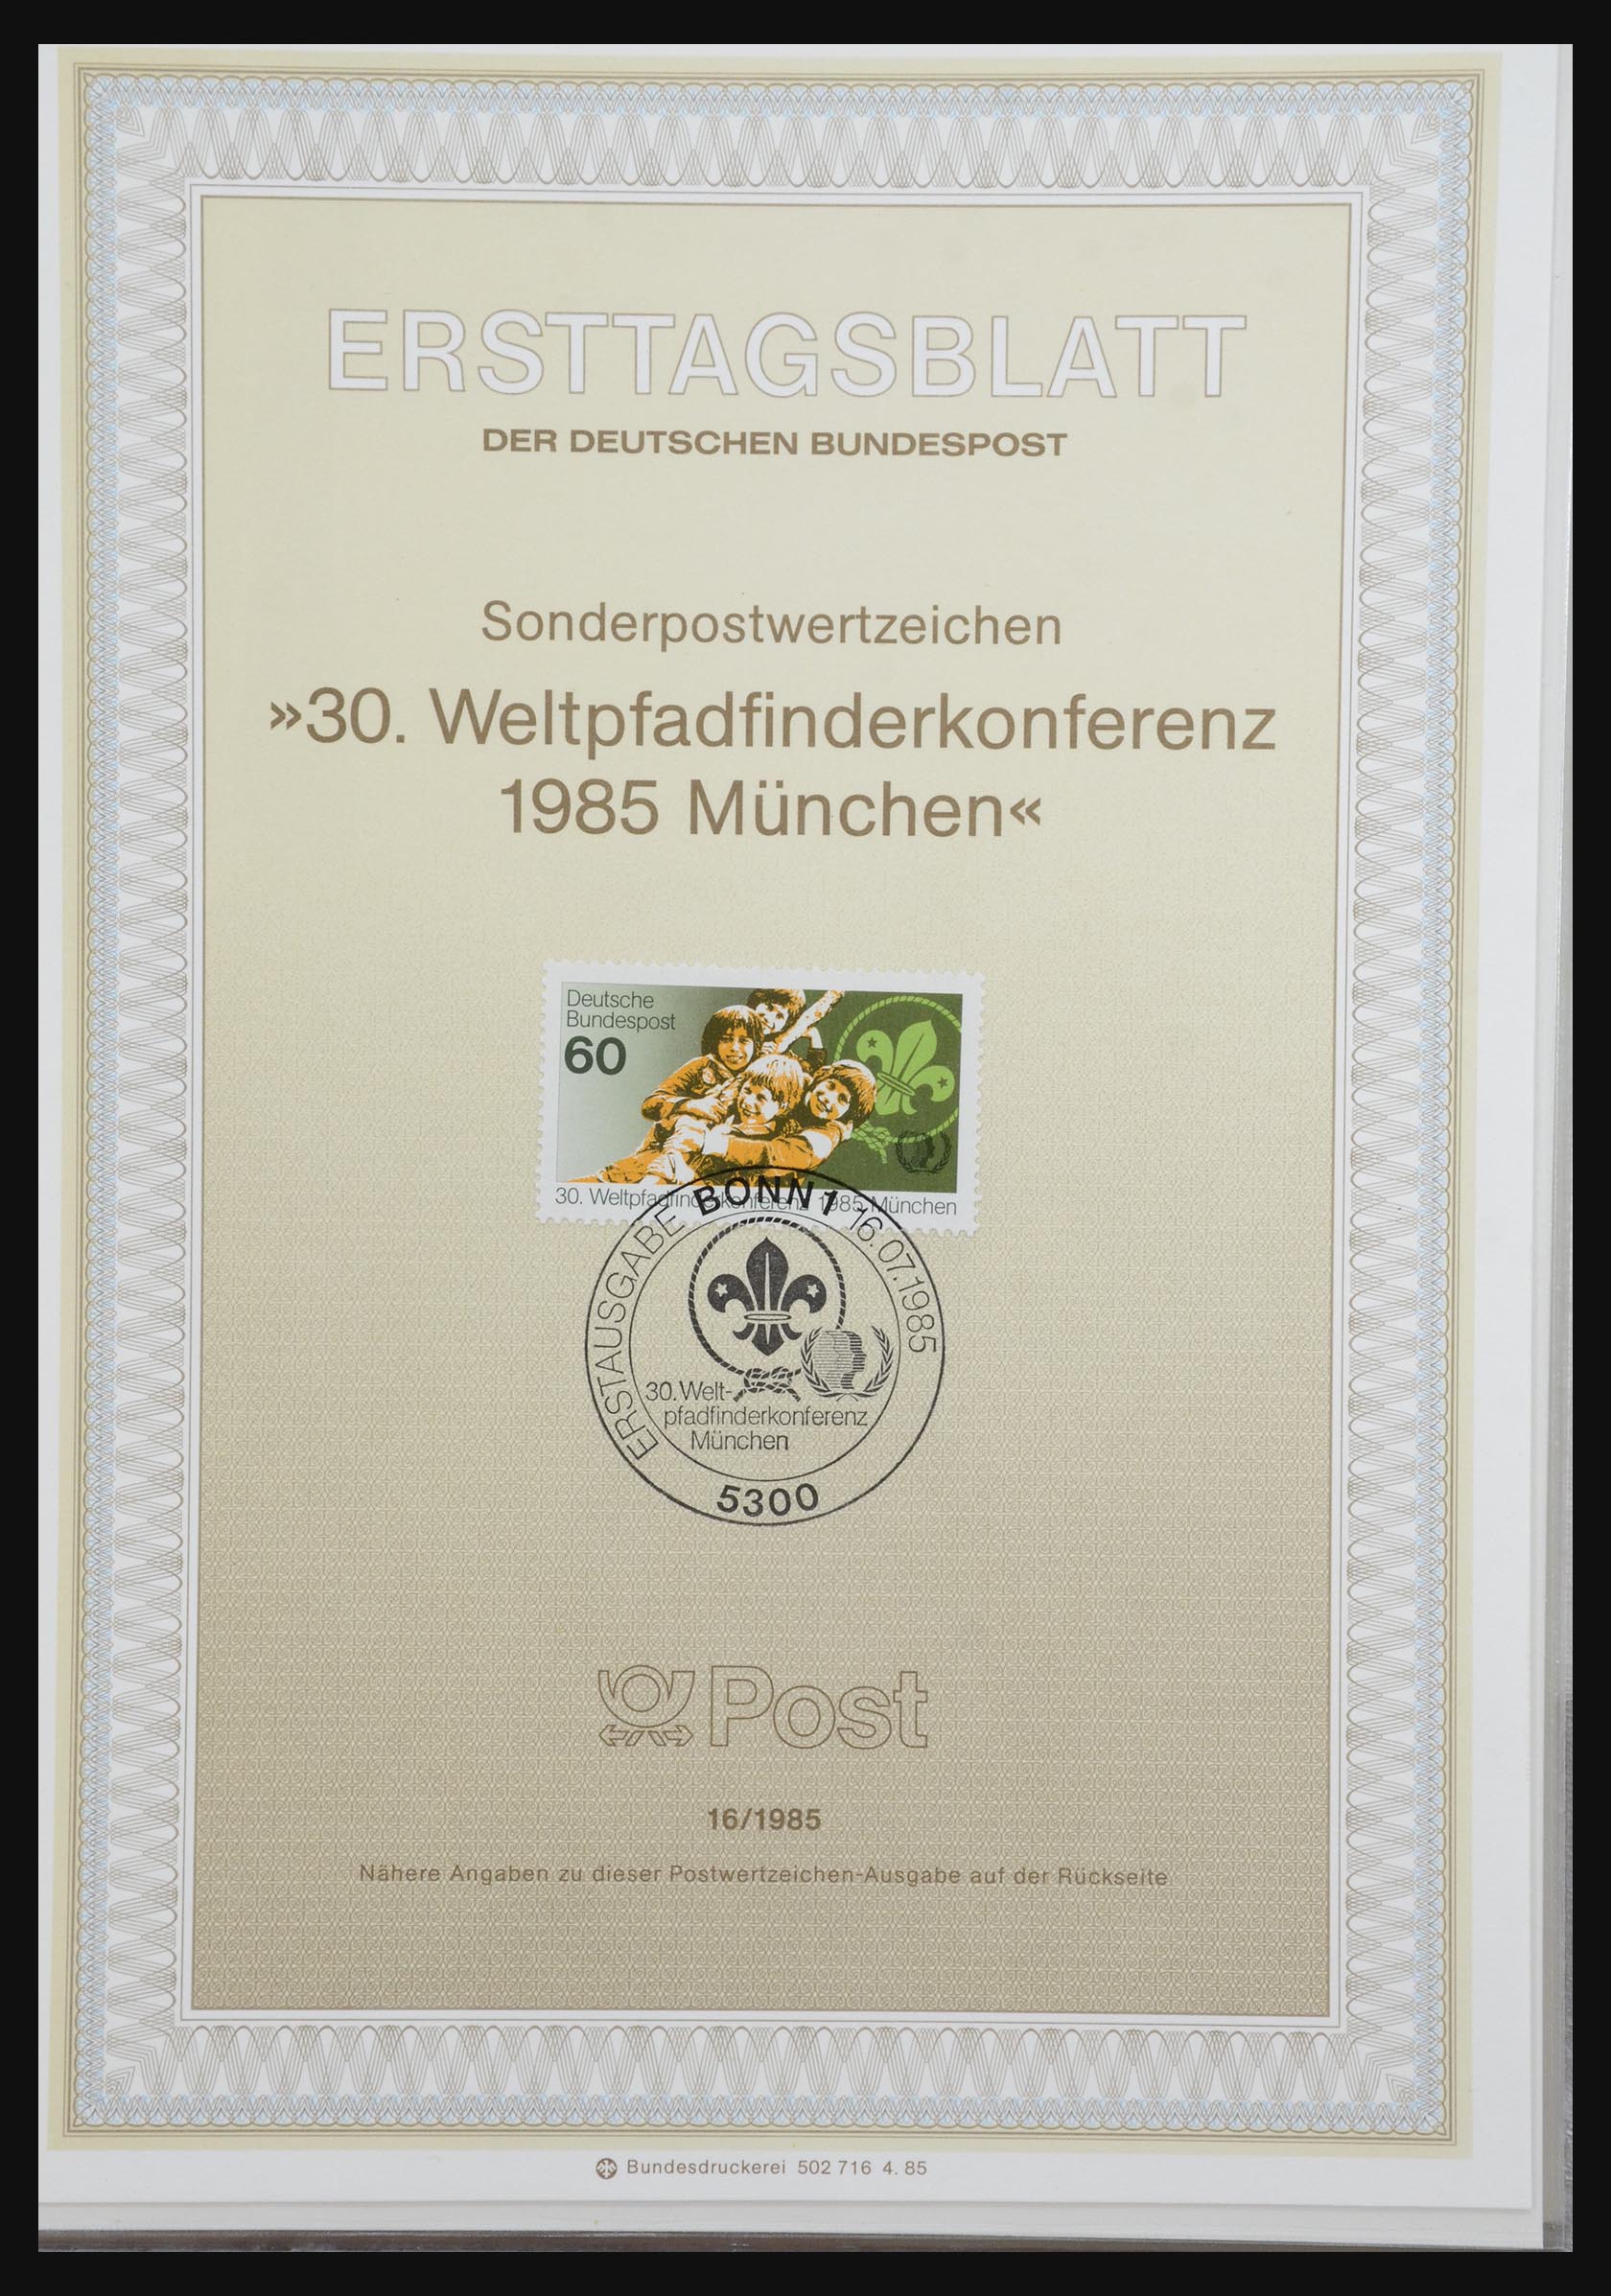 ERSTTAGSBLATT
DER DEUTSCHEN BUNDESPOST
Sonderpostwertzeichen
»30. Weltpfadfinderkonferenz
1985 München«
Deutsche
Bundespost
60
30. Weltpfadfinderkonferenz 1985 München
ERSTAUSGABE BONN 1 16.07.1985
30. Welt-
pfadfinderkonferenz
München
5300
Post
16/1985
Nähere Angaben zu dieser Postwertzeichen-Ausgabe auf der Rückseite
Bundesdruckerei 502 716 4. 85